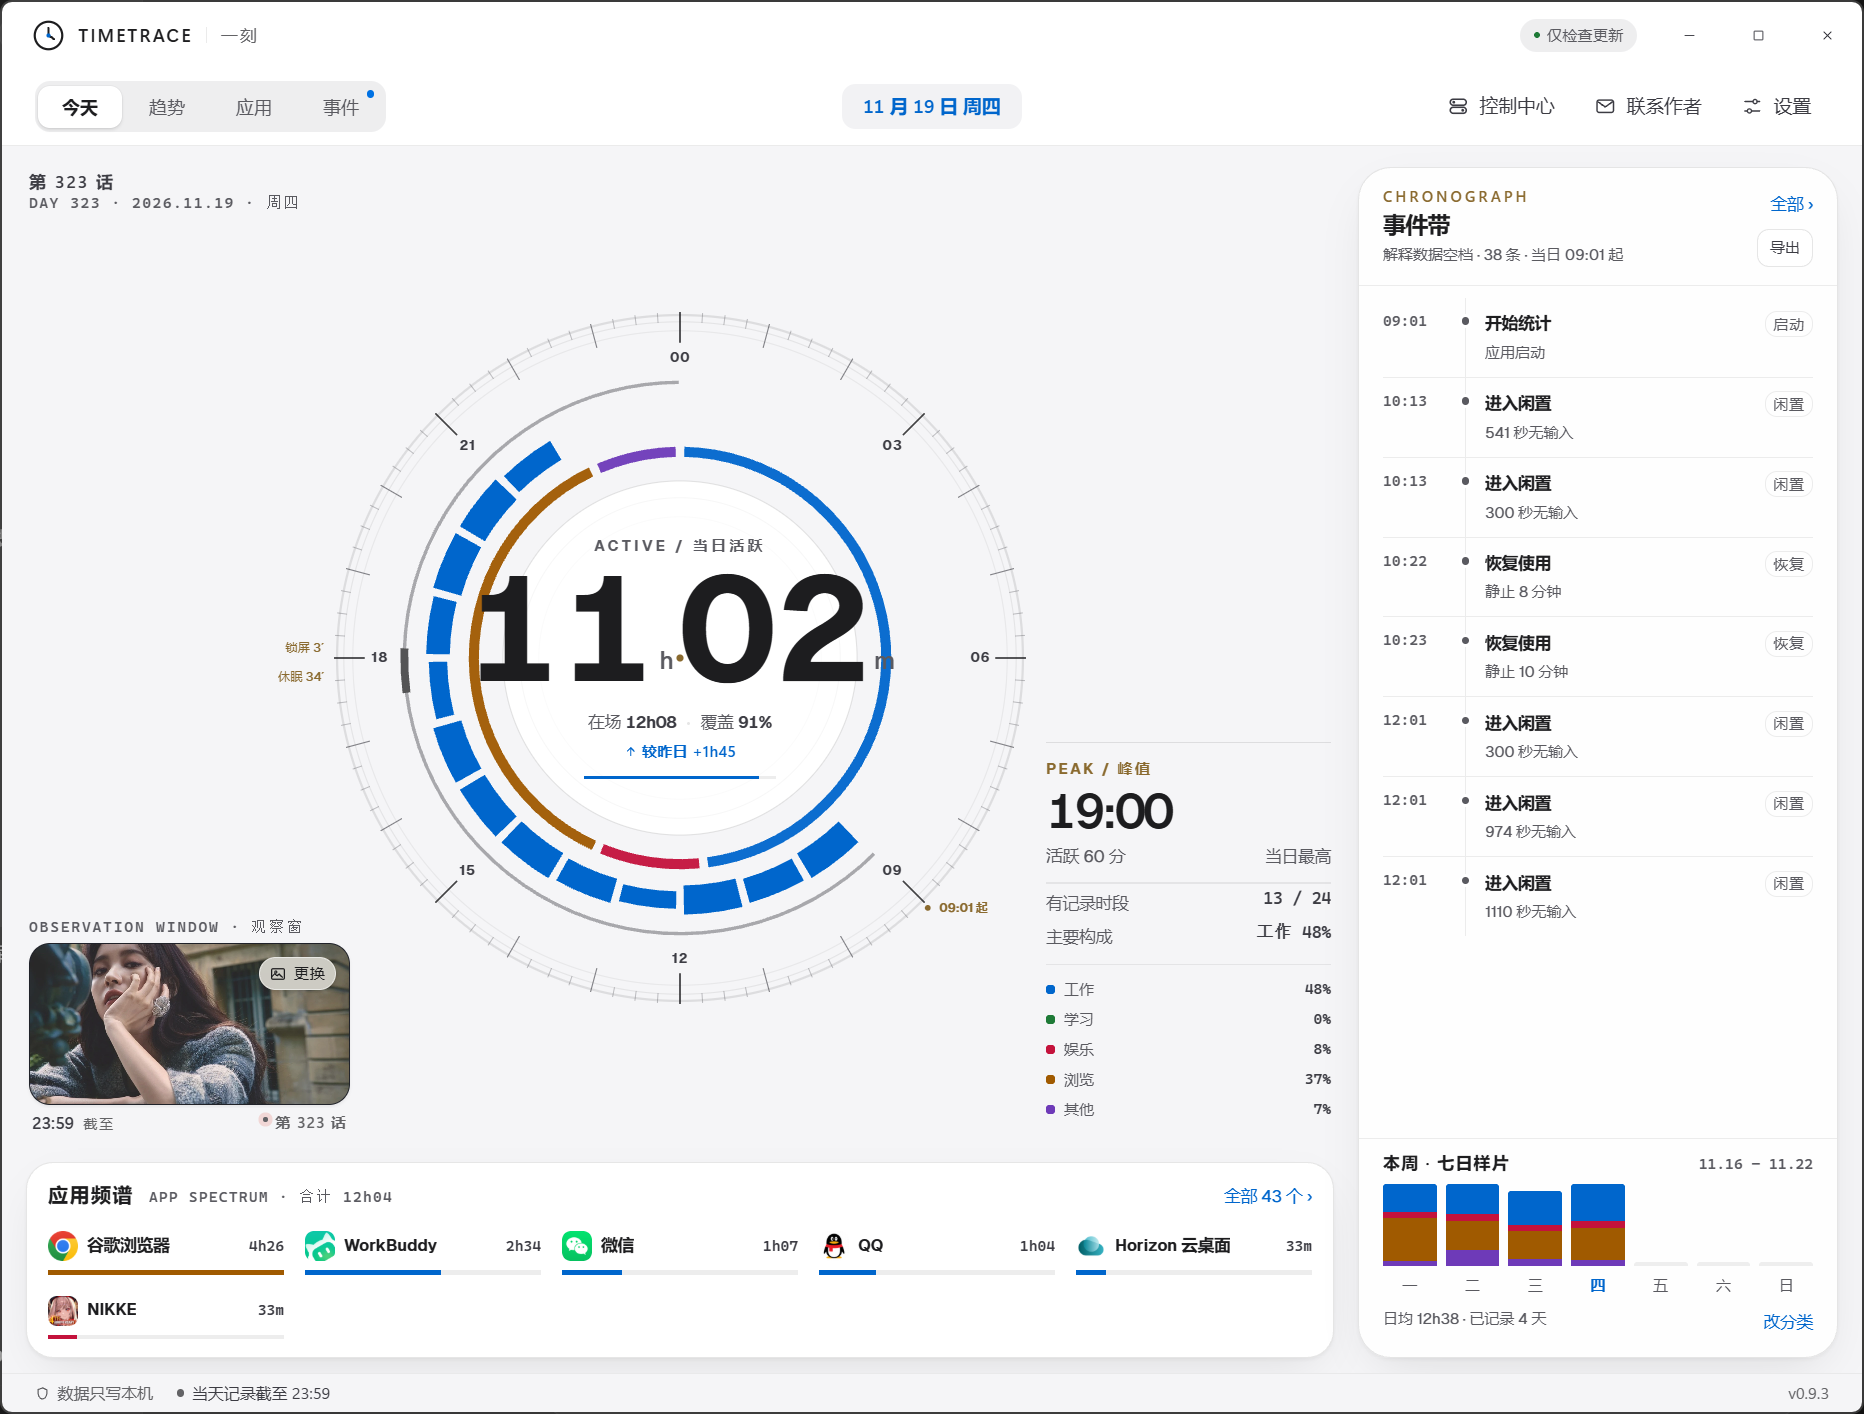 TIMETRACE 一刻
仅检查更新
今天 趋势 应用 事件
11 月 19 日 周四
控制中心 联系作者 设置
第 323 话
DAY 323 · 2026.11.19 · 周四
00
03
06
09
12
15
18
21
锁屏 3′
休眠 34′
09:01 起
ACTIVE / 当日活跃
11 h 02 m
在场 12h08 · 覆盖 91%
↑ 较昨日 +1h45
PEAK / 峰值
19:00
活跃 60 分 当日最高
有记录时段 13 / 24
主要构成 工作 48%
工作 48%
学习 0%
娱乐 8%
浏览 37%
其他 7%
OBSERVATION WINDOW · 观察窗
更换
23:59 截至 第 323 话
应用频谱 APP SPECTRUM · 合计 12h04
全部 43 个 ›
谷歌浏览器 4h26
WorkBuddy 2h34
微信 1h07
QQ 1h04
Horizon 云桌面 33m
NIKKE 33m
CHRONOGRAPH
事件带
全部 ›
解释数据空档 · 38 条 · 当日 09:01 起
导出
09:01 开始统计 启动
应用启动
10:13 进入闲置 闲置
541 秒无输入
10:13 进入闲置 闲置
300 秒无输入
10:22 恢复使用 恢复
静止 8 分钟
10:23 恢复使用 恢复
静止 10 分钟
12:01 进入闲置 闲置
300 秒无输入
12:01 进入闲置 闲置
974 秒无输入
12:01 进入闲置 闲置
1110 秒无输入
本周 · 七日样片 11.16 – 11.22
一 二 三 四 五 六 日
日均 12h38 · 已记录 4 天
改分类
数据只写本机 当天记录截至 23:59
v0.9.3